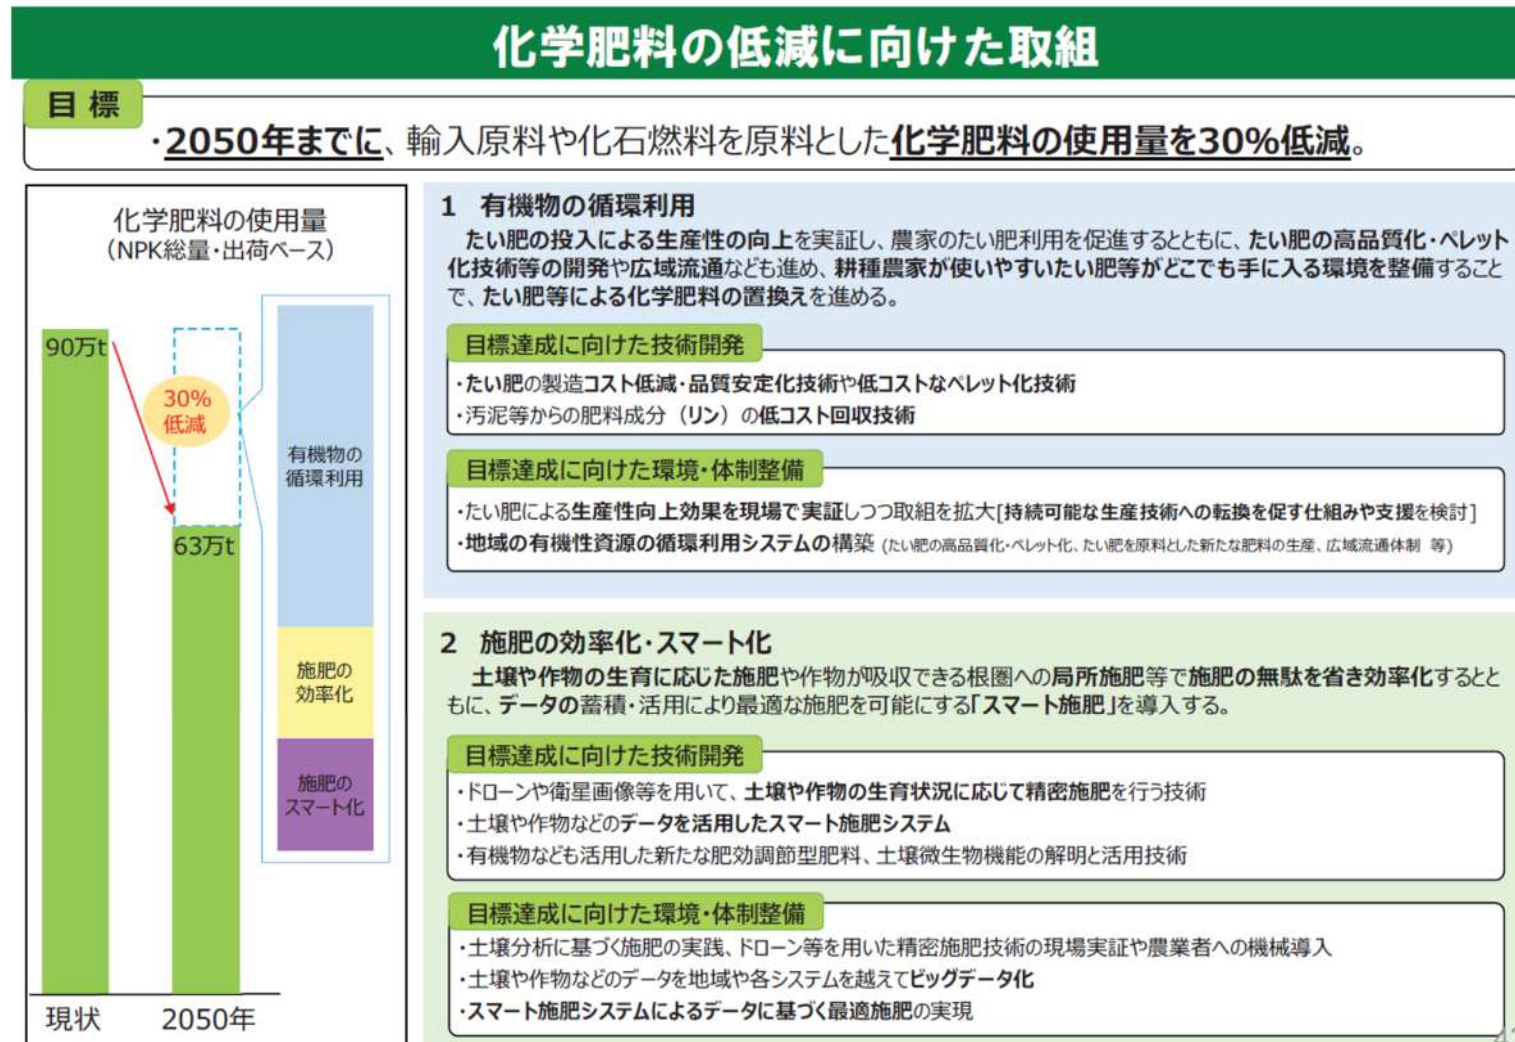 化学肥料の低減に向けた取組
目 標
・2050年までに、輸入原料や化石燃料を原料とした化学肥料の使用量を30%低減。
化学肥料の使用量
（NPK総量・出荷ベース）
90万t
30%
低減
63万t
有機物の
循環利用
施肥の
効率化
施肥の
スマート化
現状
2050年
1 有機物の循環利用
たい肥の投入による生産性の向上を実証し、農家のたい肥利用を促進するとともに、たい肥の高品質化・ペレット
化技術等の開発や広域流通なども進め、耕種農家が使いやすいたい肥等がどこでも手に入る環境を整備すること
で、たい肥等による化学肥料の置換えを進める。
目標達成に向けた技術開発
・たい肥の製造コスト低減・品質安定化技術や低コストなペレット化技術
・汚泥等からの肥料成分（リン）の低コスト回収技術
目標達成に向けた環境・体制整備
・たい肥による生産性向上効果を現場で実証しつつ取組を拡大[持続可能な生産技術への転換を促す仕組みや支援を検討]
・地域の有機性資源の循環利用システムの構築 (たい肥の高品質化・ペレット化、たい肥を原料とした新たな肥料の生産、広域流通体制 等)
2 施肥の効率化・スマート化
土壌や作物の生育に応じた施肥や作物が吸収できる根圏への局所施肥等で施肥の無駄を省き効率化するとと
もに、データの蓄積・活用により最適な施肥を可能にする「スマート施肥」を導入する。
目標達成に向けた技術開発
・ドローンや衛星画像等を用いて、土壌や作物の生育状況に応じて精密施肥を行う技術
・土壌や作物などのデータを活用したスマート施肥システム
・有機物なども活用した新たな肥効調節型肥料、土壌微生物機能の解明と活用技術
目標達成に向けた環境・体制整備
・土壌分析に基づく施肥の実践、ドローン等を用いた精密施肥技術の現場実証や農業者への機械導入
・土壌や作物などのデータを地域や各システムを越えてビッグデータ化
・スマート施肥システムによるデータに基づく最適施肥の実現